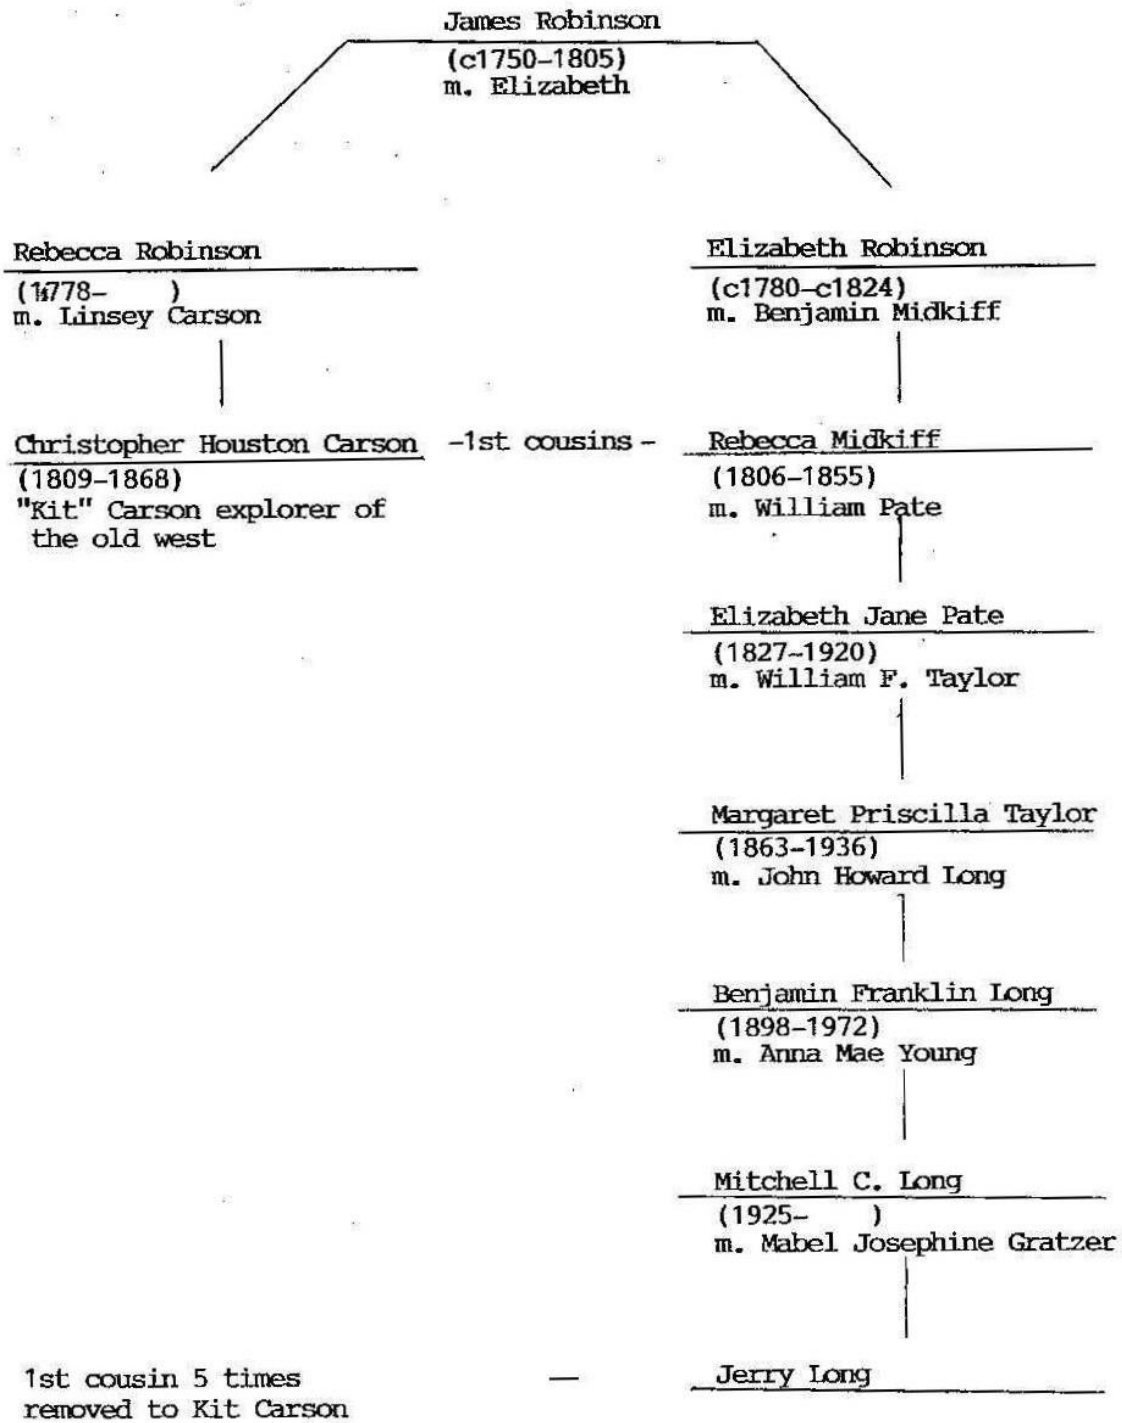 James Robinson
(c1750-1805)
m. Elizabeth
Rebecca Robinson
(1778-     )
m. Linsey Carson
Elizabeth Robinson
(c1780-c1824)
m. Benjamin Midkiff
Christopher Houston Carson
-1st cousins-
(1809-1868)
"Kit" Carson explorer of
the old west
Rebecca Midkiff
(1806-1855)
m. William Pate
Elizabeth Jane Pate
(1827-1920)
m. William F. Taylor
Margaret Priscilla Taylor
(1863-1936)
m. John Howard Long
Benjamin Franklin Long
(1898-1972)
m. Anna Mae Young
Mitchell C. Long
(1925-     )
m. Mabel Josephine Gratzer
1st cousin 5 times
removed to Kit Carson
—
Jerry Long